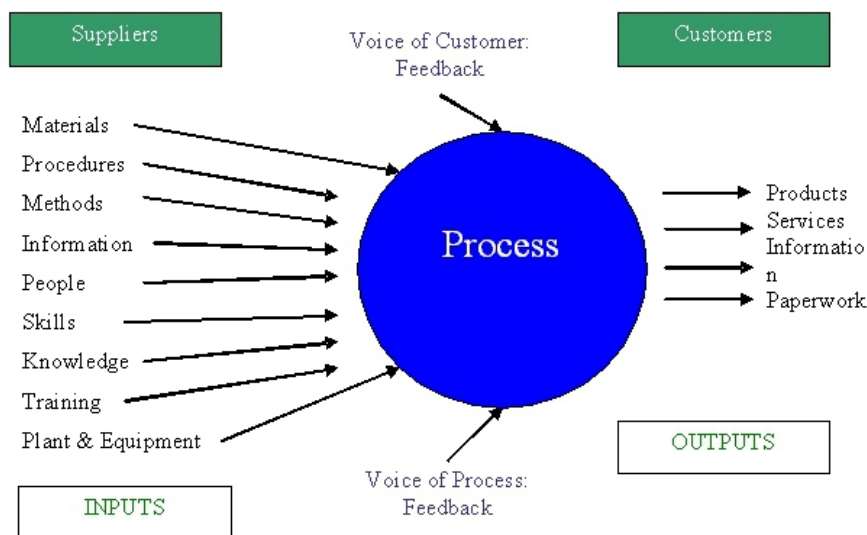 Suppliers
Voice of Customer:
Feedback
Customers
Materials
Procedures
Methods
Information
People
Skills
Knowledge
Training
Plant & Equipment
Process
Products
Services
Informatio
n
Paperwork
OUTPUTS
Voice of Process:
Feedback
INPUTS